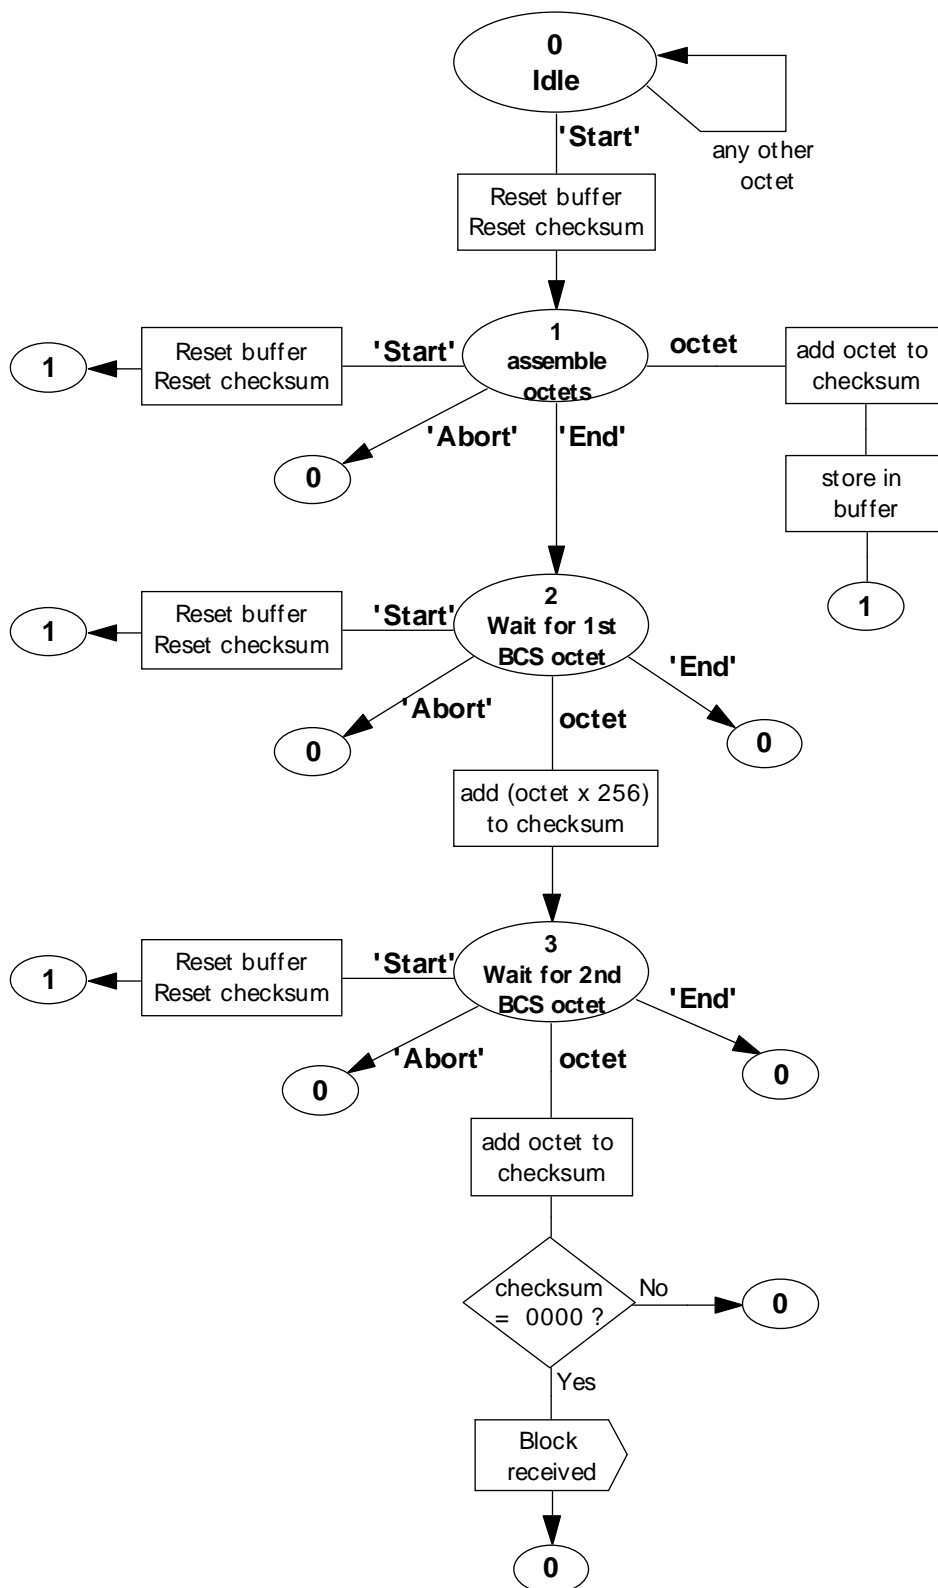 0
Idle
'Start'
any other
octet
Reset buffer
Reset checksum
1
Reset buffer
Reset checksum
'Start'
1
assemble
octets
octet
add octet to
checksum
'Abort'
'End'
0
store in
buffer
1
1
Reset buffer
Reset checksum
'Start'
2
Wait for 1st
BCS octet
'End'
'Abort'
octet
0
0
add (octet x 256)
to checksum
1
Reset buffer
Reset checksum
'Start'
3
Wait for 2nd
BCS octet
'End'
'Abort'
octet
0
0
add octet to
checksum
checksum
= 0000 ?
No
0
Yes
Block
received
0